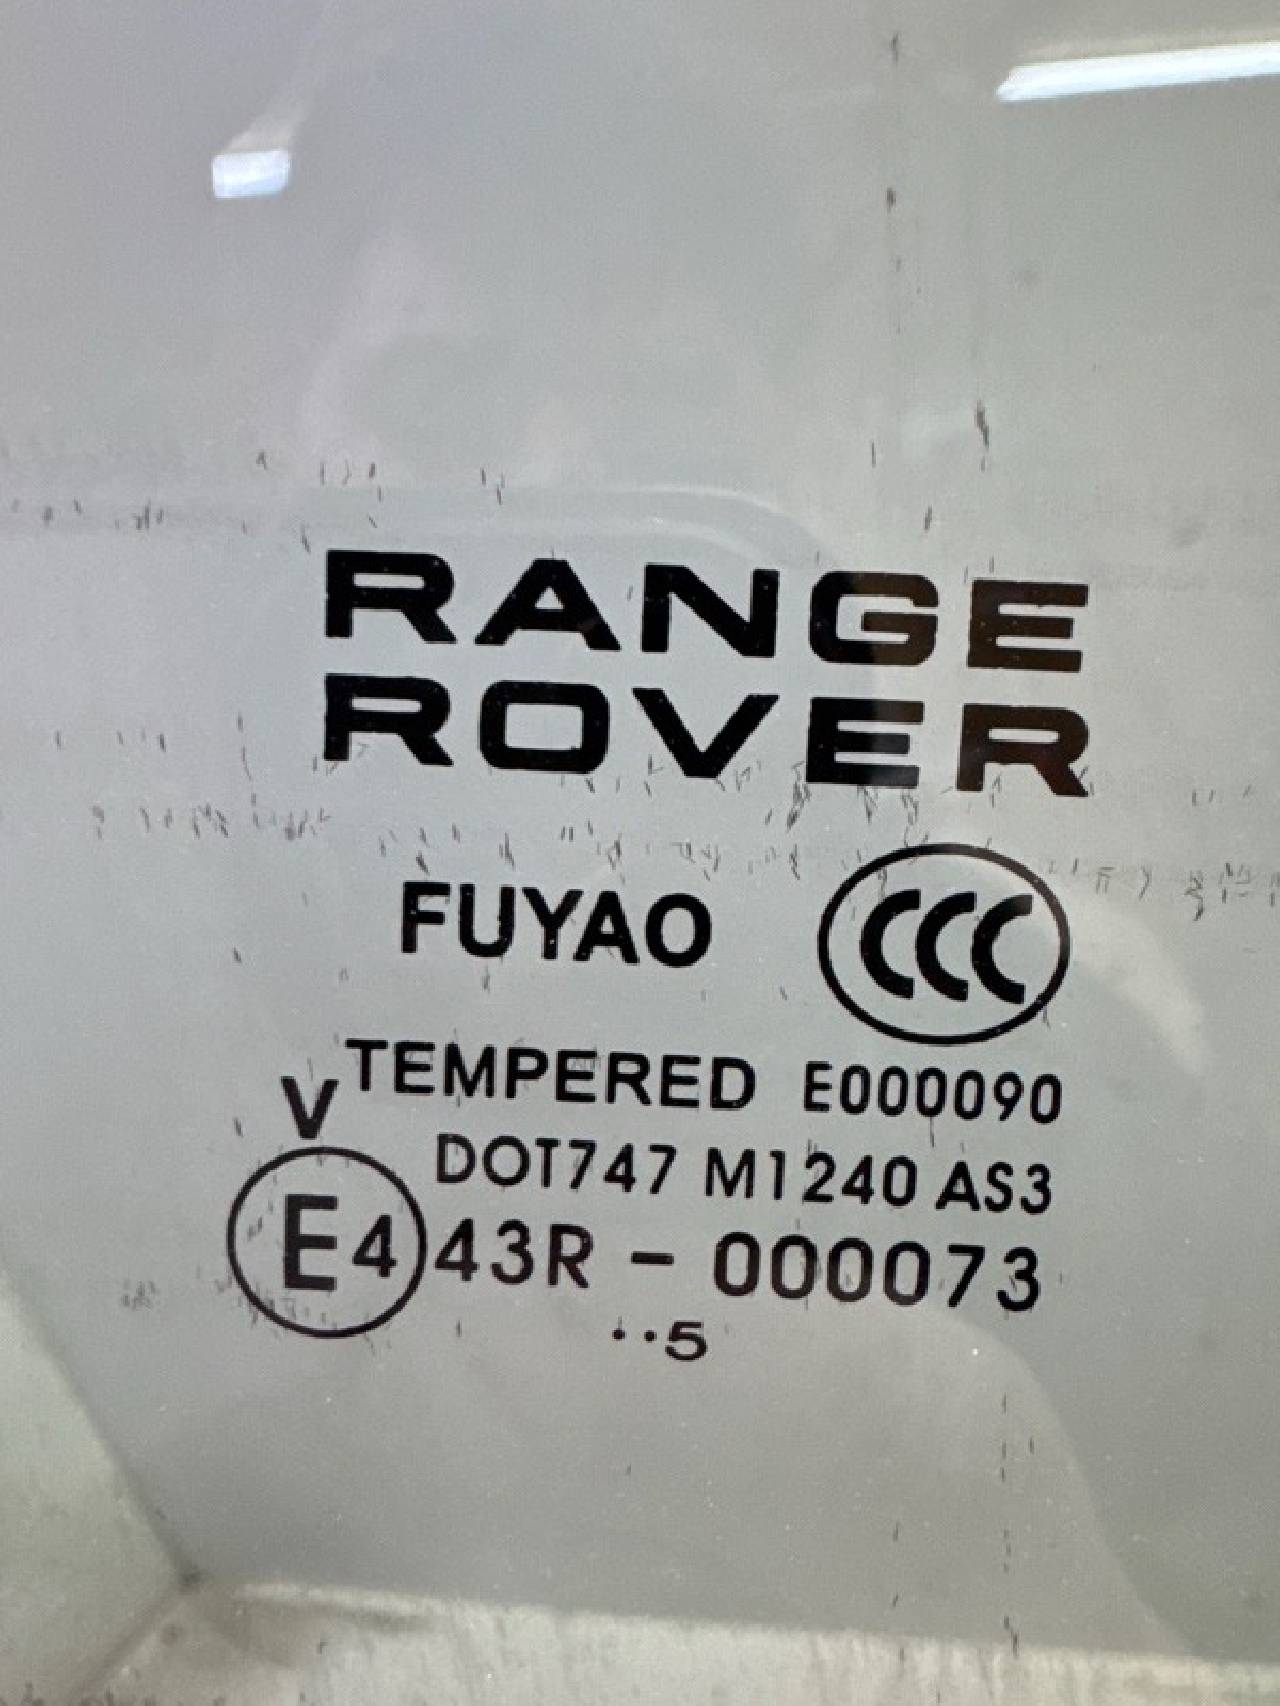 RANGE
ROVER
FUYAO CCC
TEMPERED E000090
V
DOT747 M1240 AS3
E4 43R - 000073
..5